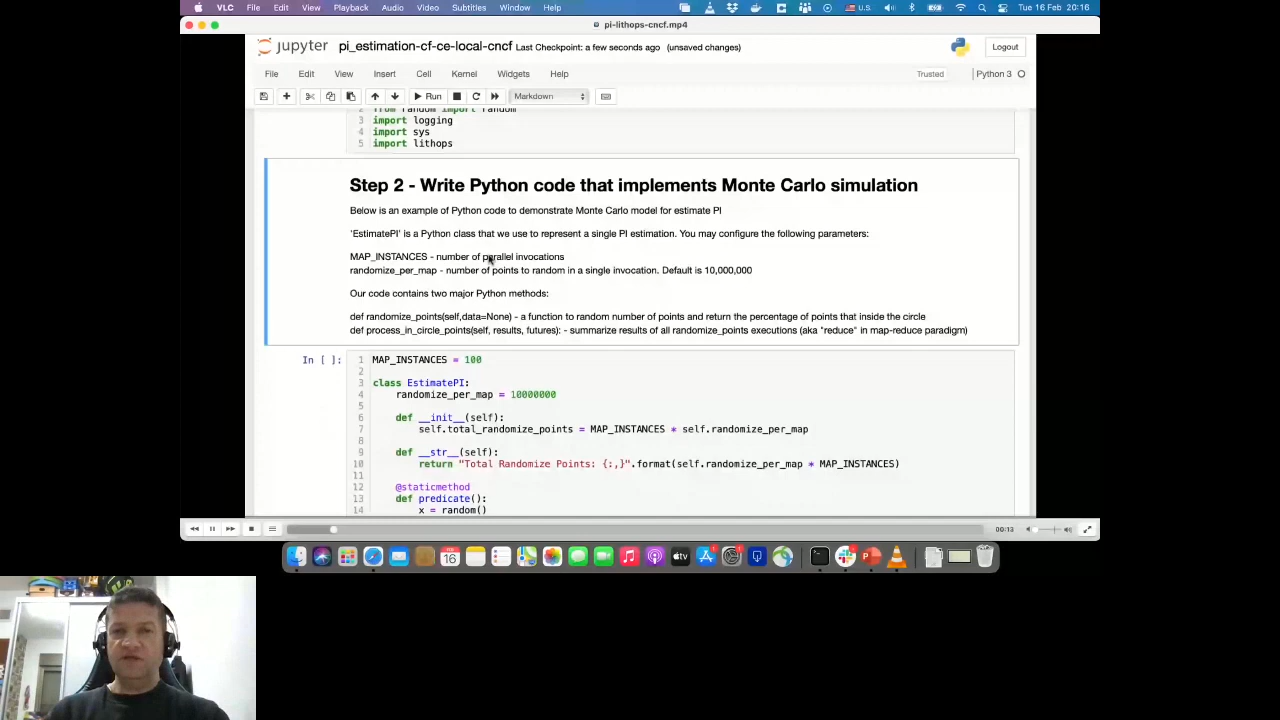 VLC File Edit View Playback Audio Video Subtitles Window Help U.S. Tue 16 Feb 20:16
pi-lithops-cncf.mp4
jupyter pi_estimation-cf-ce-local-cncf Last Checkpoint: a few seconds ago (unsaved changes) Logout
File Edit View Insert Cell Kernel Widgets Help Trusted Python 3
Run Markdown
2 from random import random
3 import logging
4 import sys
5 import lithops
Step 2 - Write Python code that implements Monte Carlo simulation
Below is an example of Python code to demonstrate Monte Carlo model for estimate PI
'EstimatePI' is a Python class that we use to represent a single PI estimation. You may configure the following parameters:
MAP_INSTANCES - number of parallel invocations
randomize_per_map - number of points to random in a single invocation. Default is 10,000,000
Our code contains two major Python methods:
def randomize_points(self,data=None) - a function to random number of points and return the percentage of points that inside the circle
def process_in_circle_points(self, results, futures): - summarize results of all randomize_points executions (aka "reduce" in map-reduce paradigm)
In [ ]: 1 MAP_INSTANCES = 100
2
3 class EstimatePI:
4 randomize_per_map = 10000000
5
6 def __init__(self):
7 self.total_randomize_points = MAP_INSTANCES * self.randomize_per_map
8
9 def __str__(self):
10 return "Total Randomize Points: {:,}".format(self.randomize_per_map * MAP_INSTANCES)
11
12 @staticmethod
13 def predicate():
14 x = random()
00:13
16
tv